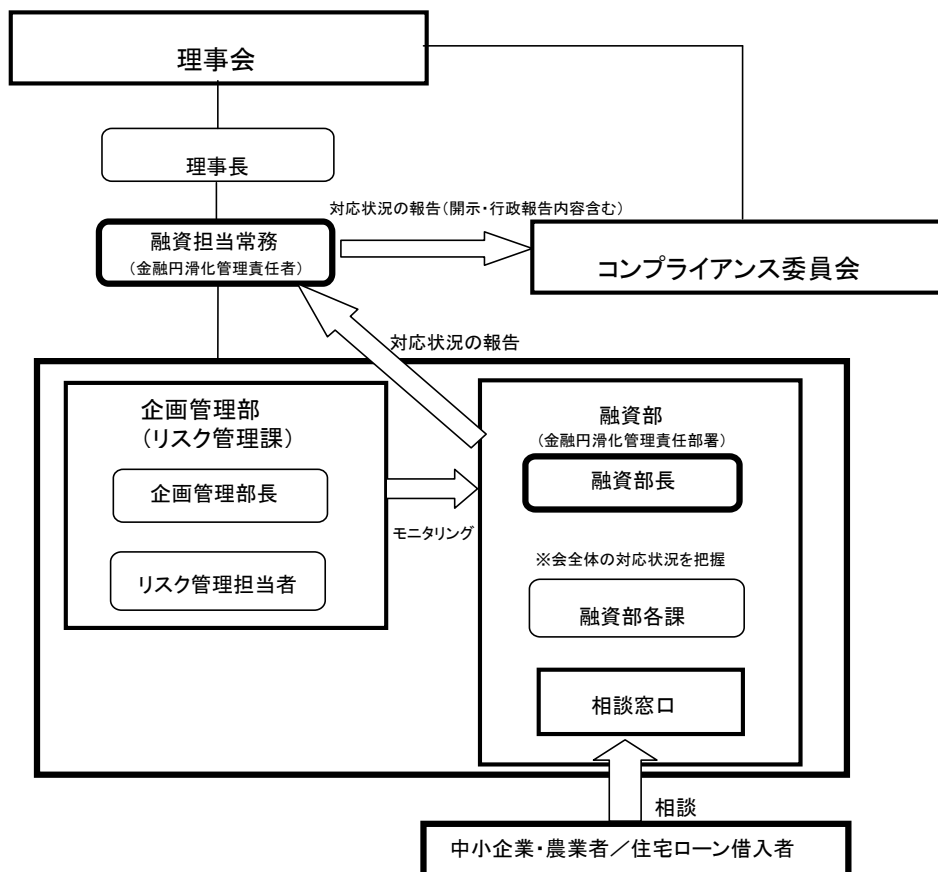 理事会
理事長
対応状況の報告(開示・行政報告内容含む)
融資担当常務
(金融円滑化管理責任者)
コンプライアンス委員会
対応状況の報告
企画管理部
(リスク管理課)
企画管理部長
リスク管理担当者
モニタリング
融資部
(金融円滑化管理責任部署)
融資部長
※会全体の対応状況を把握
融資部各課
相談窓口
相談
中小企業・農業者／住宅ローン借入者